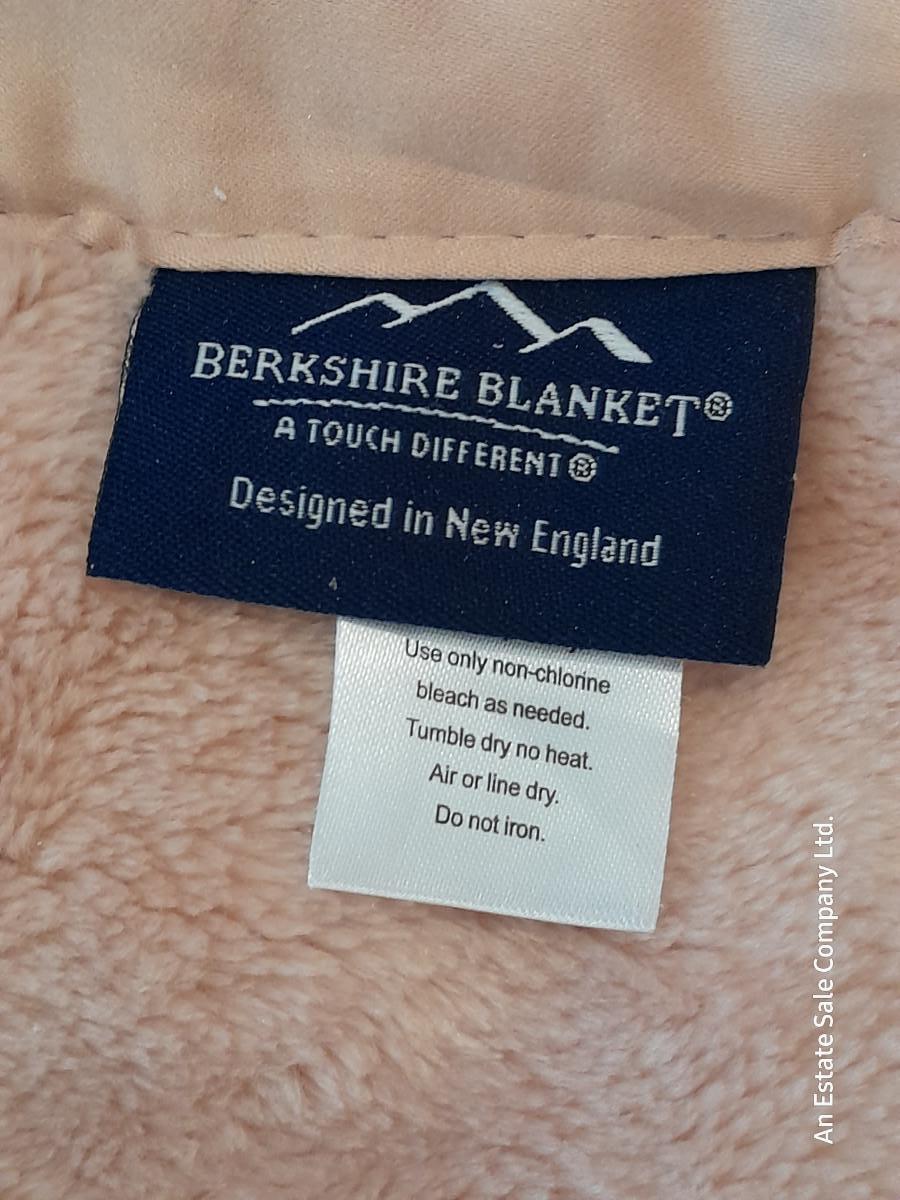 BERKSHIRE BLANKET®
A TOUCH DIFFERENT®
Designed in New England
Use only non-chlorine
bleach as needed.
Tumble dry no heat.
Air or line dry.
Do not iron.
An Estate Sale Company Ltd.